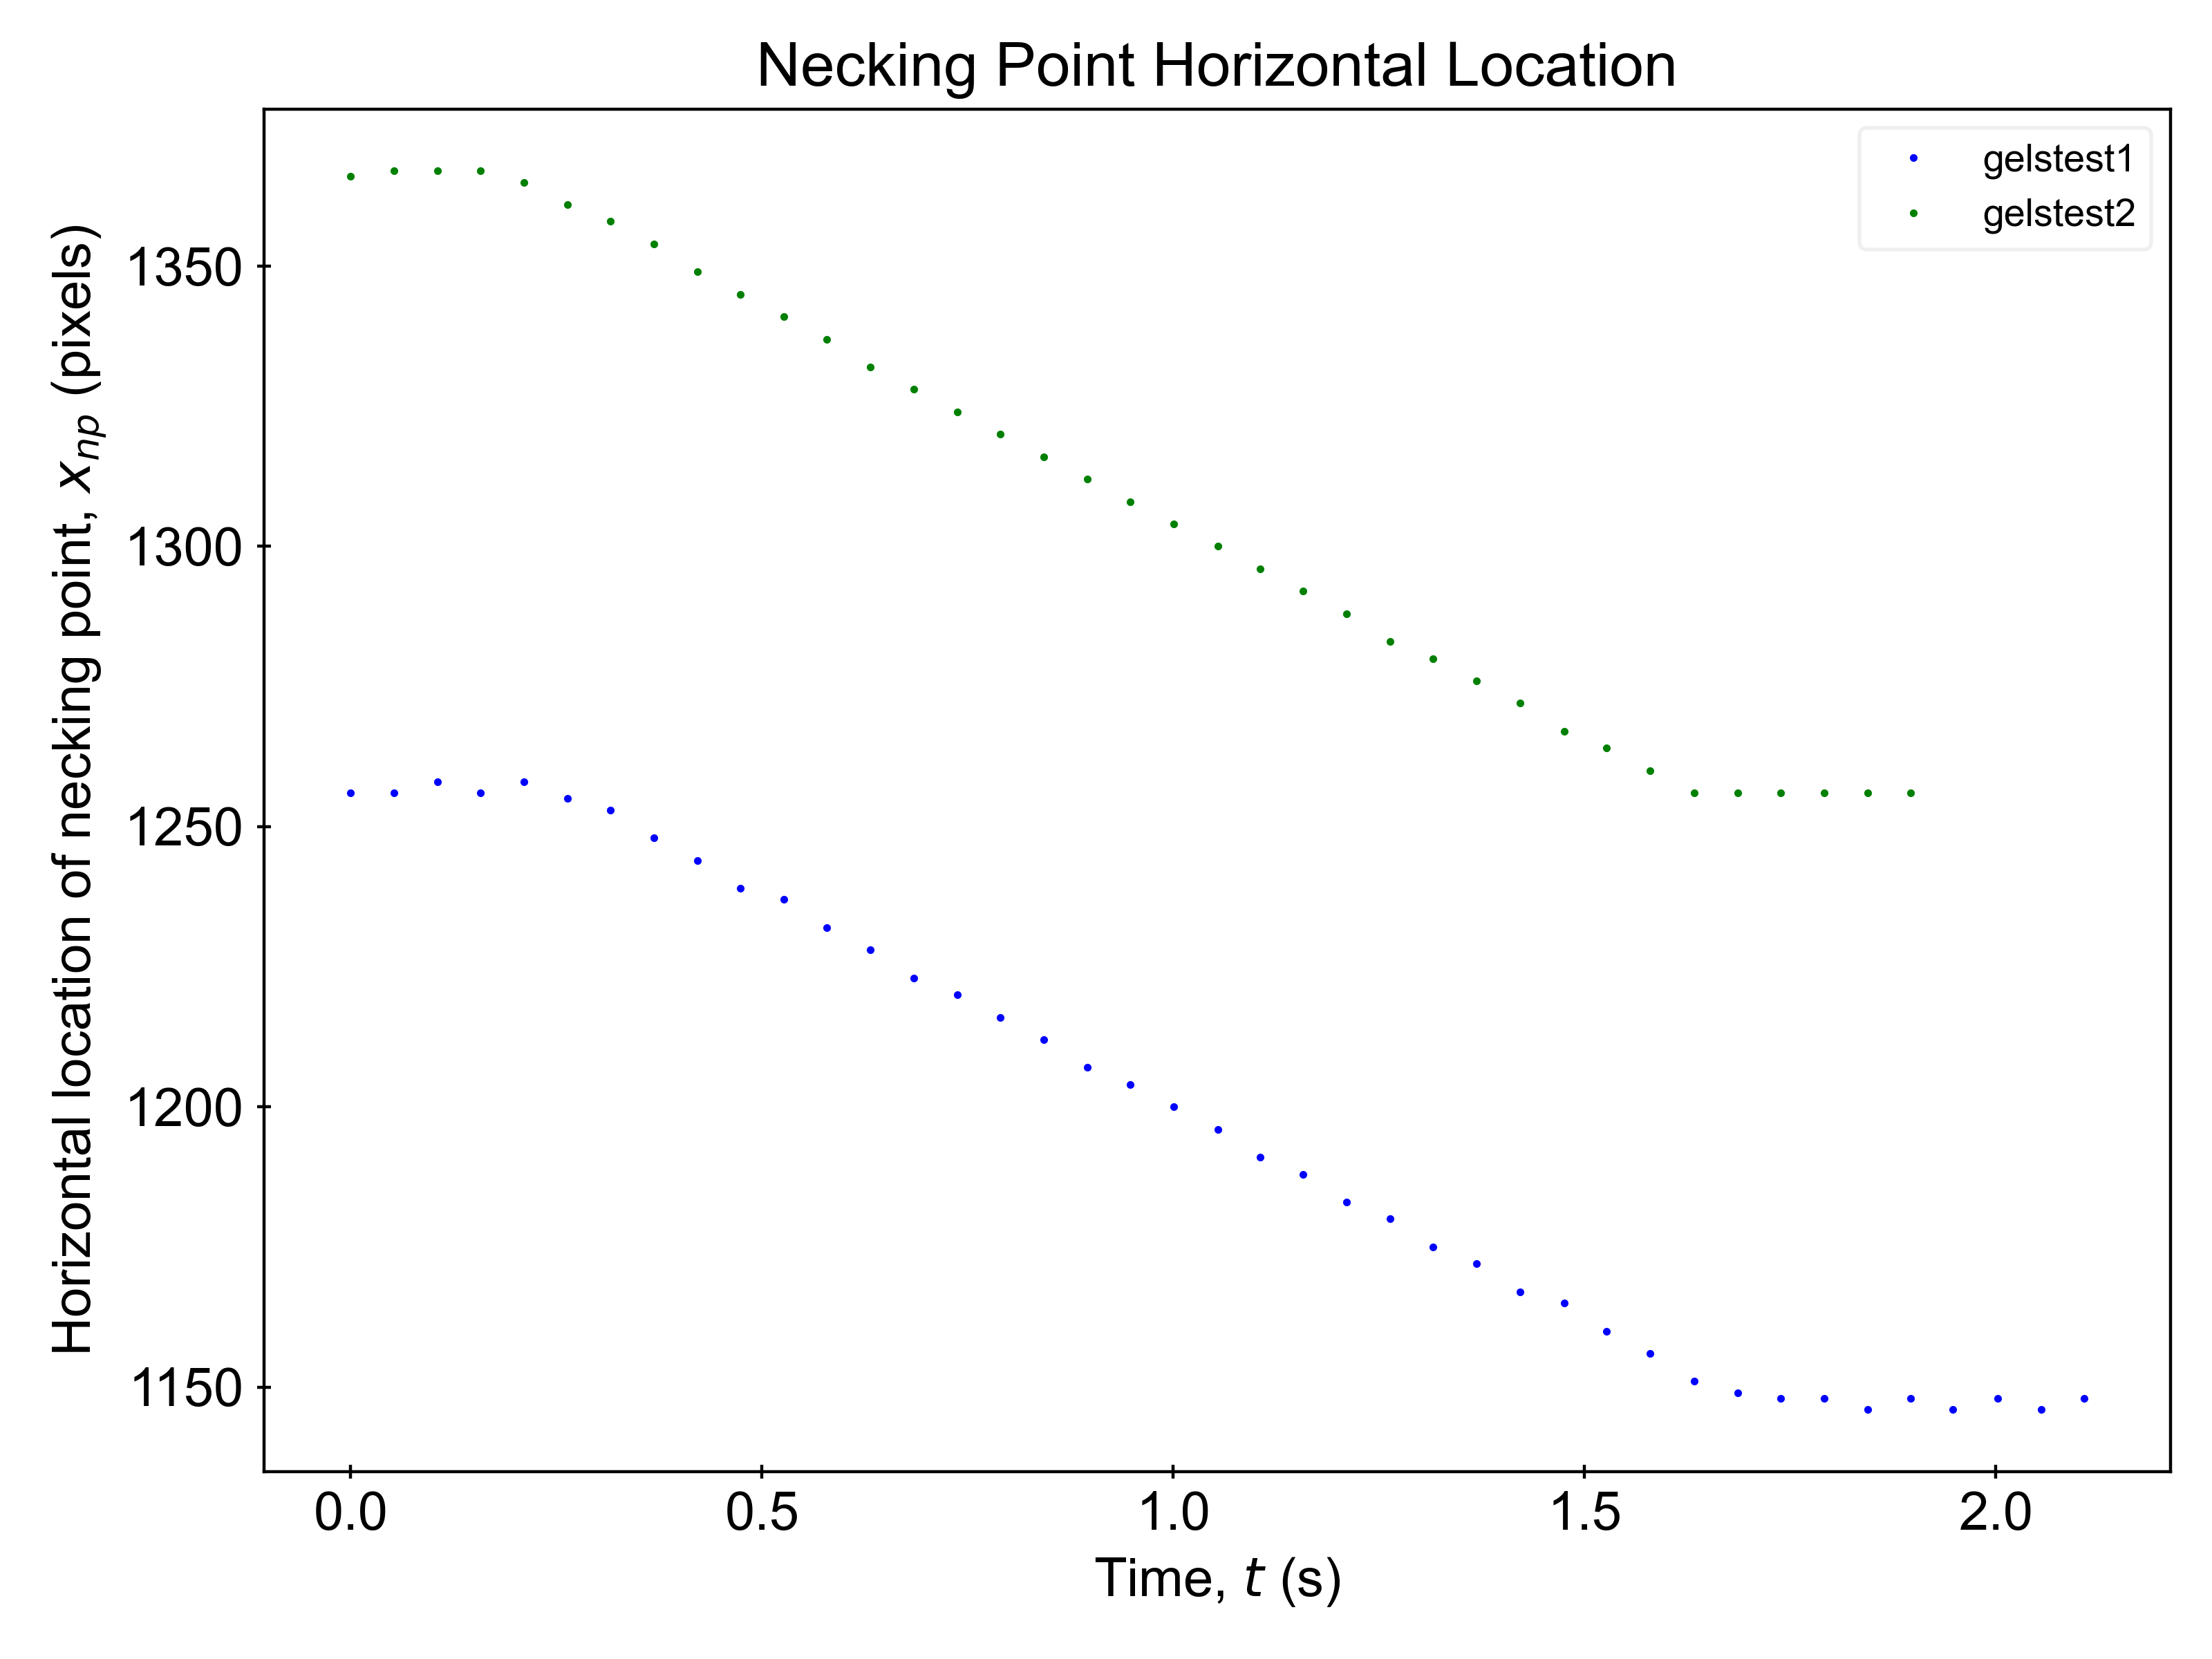 Necking Point Horizontal Location
gelstest1
gelstest2
Horizontal location of necking point, x_np (pixels)
1350
1300
1250
1200
1150
0.0 0.5 1.0 1.5 2.0
Time, t (s)